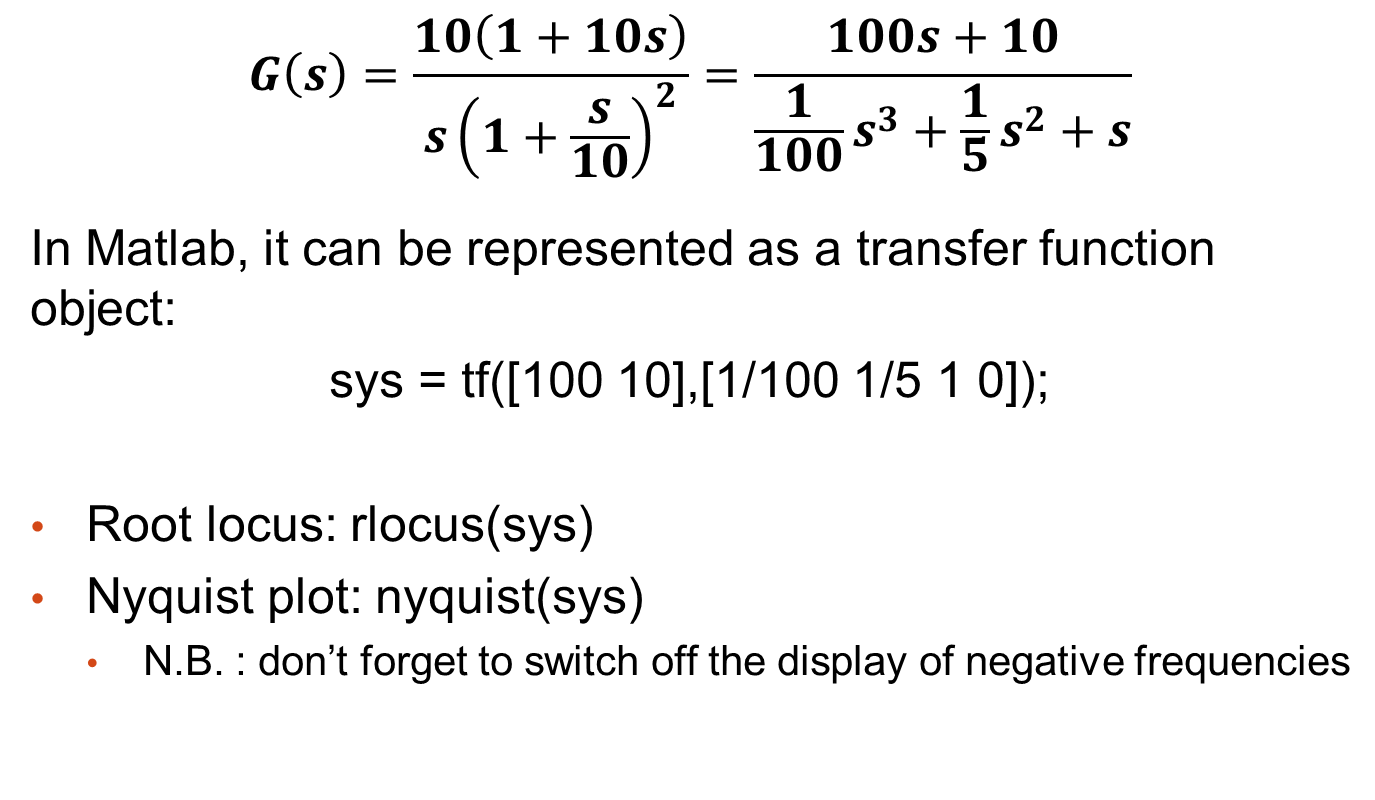 G(s) = 10(1 + 10s) / s(1 + s/10)² = 100s + 10 / 1/100 s³ + 1/5 s² + s
In Matlab, it can be represented as a transfer function
object:
sys = tf([100 10],[1/100 1/5 1 0]);
• Root locus: rlocus(sys)
• Nyquist plot: nyquist(sys)
• N.B. : don’t forget to switch off the display of negative frequencies